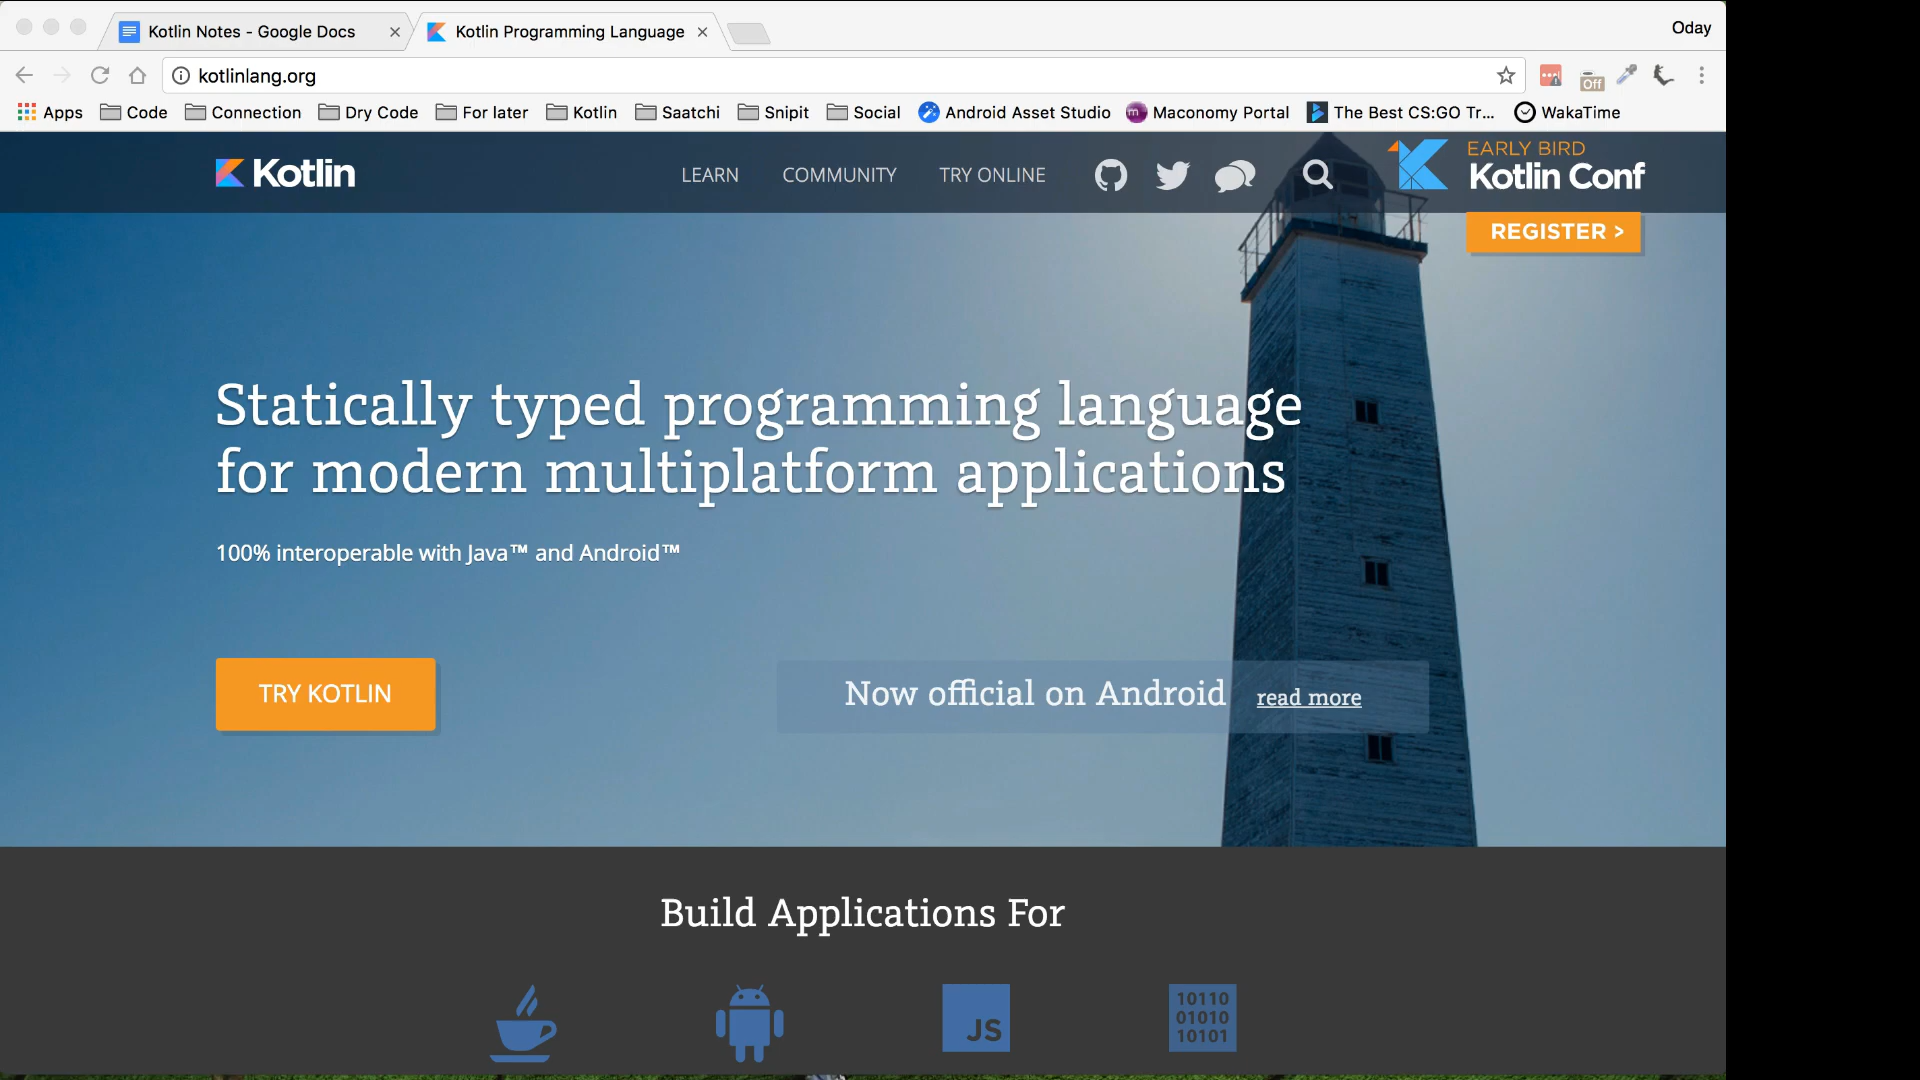 Kotlin Notes - Google Docs
Kotlin Programming Language
Oday
kotlinlang.org
Off
Apps
Code
Connection
Dry Code
For later
Kotlin
Saatchi
Snipit
Social
Android Asset Studio
Maconomy Portal
The Best CS:GO Tr...
WakaTime
Kotlin
LEARN
COMMUNITY
TRY ONLINE
EARLY BIRD
Kotlin Conf
REGISTER >
Statically typed programming language
for modern multiplatform applications
100% interoperable with Java™ and Android™
TRY KOTLIN
Now official on Android
read more
Build Applications For
JS
10110
01010
10101